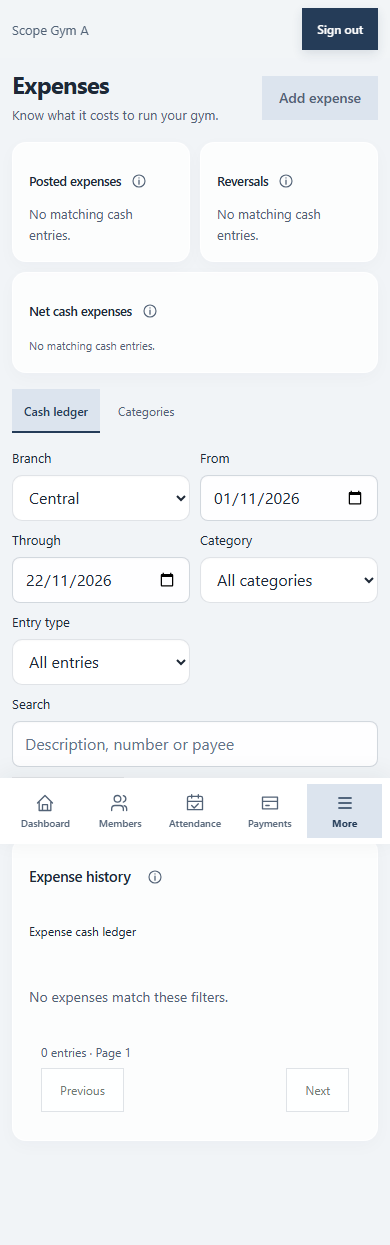 Scope Gym A
Sign out
Expenses
Add expense
Know what it costs to run your gym.
Posted expenses
No matching cash
entries.
Reversals
No matching cash
entries.
Net cash expenses
No matching cash entries.
Cash ledger
Categories
Branch
From
Central
01/11/2026
Through
Category
22/11/2026
All categories
Entry type
All entries
Search
Description, number or payee
Dashboard
Members
Attendance
Payments
More
Expense history
Expense cash ledger
No expenses match these filters.
0 entries · Page 1
Previous
Next